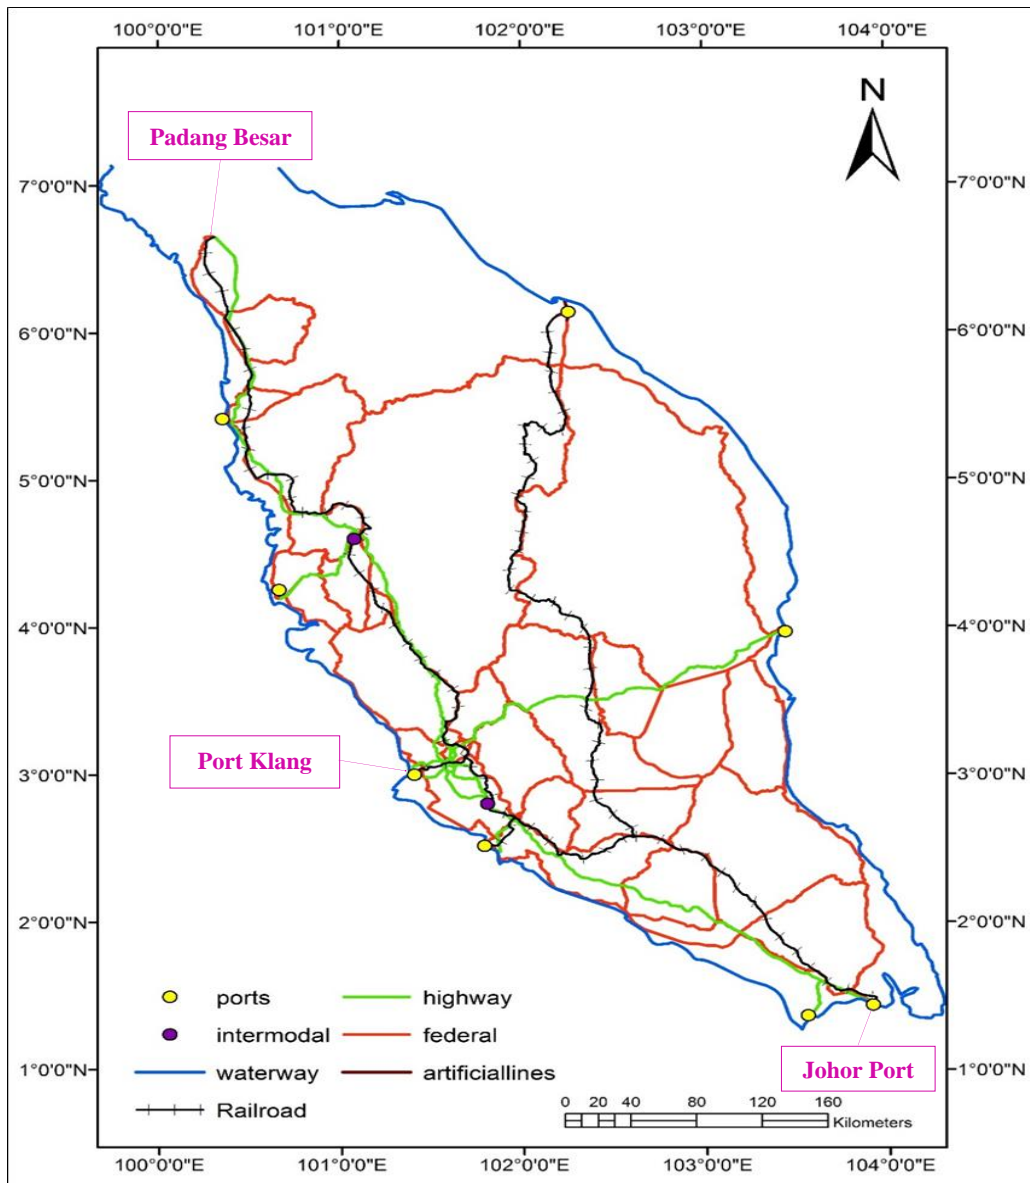 100°0'0"E 101°0'0"E 102°0'0"E 103°0'0"E 104°0'0"E
N
Padang Besar
7°0'0"N 7°0'0"N
6°0'0"N 6°0'0"N
5°0'0"N 5°0'0"N
4°0'0"N 4°0'0"N
Port Klang
3°0'0"N 3°0'0"N
2°0'0"N 2°0'0"N
ports highway
intermodal federal
waterway artificiallines
Railroad
Johor Port
1°0'0"N 1°0'0"N
0 20 40 80 120 160
Kilometers
100°0'0"E 101°0'0"E 102°0'0"E 103°0'0"E 104°0'0"E